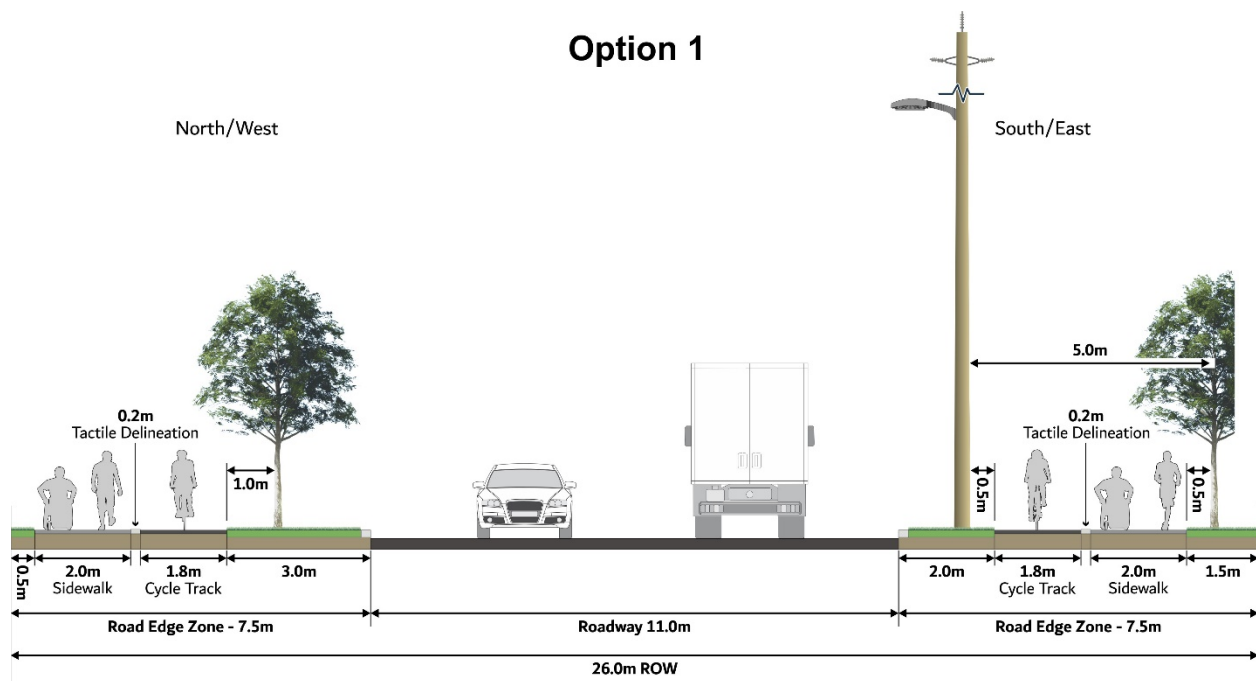 Option 1
North/West
South/East
5.0m
0.2m
Tactile Delineation
0.2m
Tactile Delineation
1.0m
0.5m
0.5m
0.5m
2.0m
Sidewalk
1.8m
Cycle Track
3.0m
2.0m
1.8m
Cycle Track
2.0m
Sidewalk
1.5m
Road Edge Zone - 7.5m
Roadway 11.0m
Road Edge Zone - 7.5m
26.0m ROW